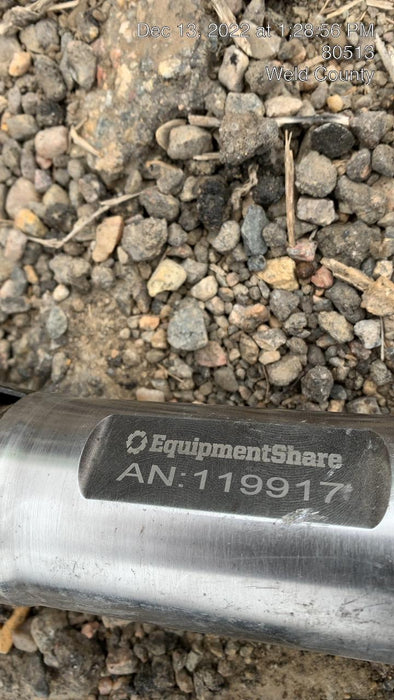 Dec 13, 2022 at 1:28:56 PM
80513
Weld County
EquipmentShare
AN:119917